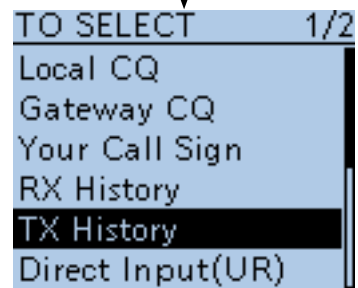 TO SELECT 1/2
Local CQ
Gateway CQ
Your Call Sign
RX History
TX History
Direct Input(UR)